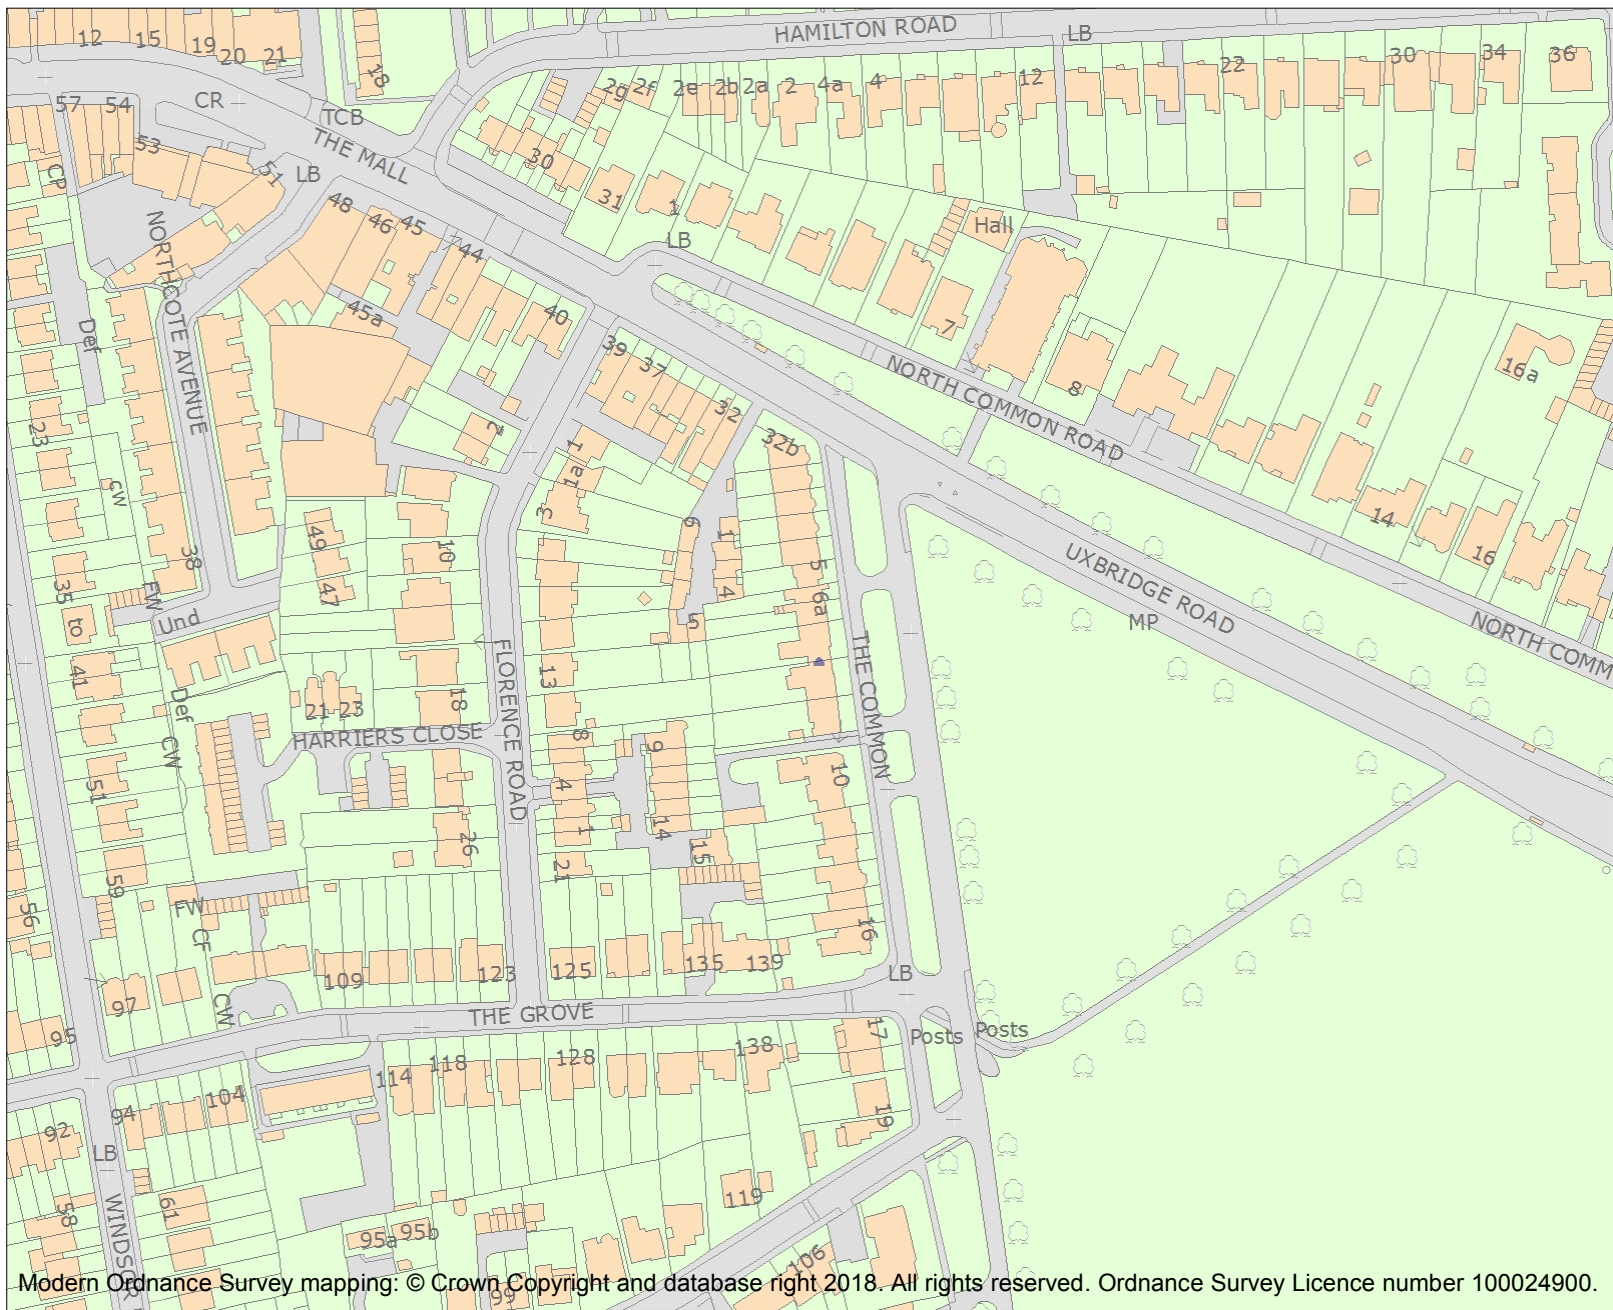 HAMILTON ROAD
LB
12
15
19
20
21
18
2g
2f
2e
2b
2a
2
4a
4
12
22
30
34
36
57
54
53
CR
TCB
THE MALL
51
LB
CP
48
46
45
44
30
31
1
LB
Hall
NORTHCOTE AVENUE
45a
40
39
37
32
32b
7
8
NORTH COMMON ROAD
16a
Def
23
CW
2
1
1a
3
6
1
4
5
5
6a
14
16
49
47
10
38
35
to
41
FW
Und
UXBRIDGE ROAD
MP
NORTH COMM
FLORENCE ROAD
13
THE COMMON
Def
CW
21
23
18
HARRIERS CLOSE
8
9
4
1
14
15
10
51
59
56
26
21
FW
CF
CW
16
97
95
109
123
125
135
139
LB
THE GROVE
Posts
Posts
17
19
114
118
128
138
94
104
92
LB
WINDSOR
58
61
95a
95b
119
99
106
Modern Ordnance Survey mapping: © Crown Copyright and database right 2018. All rights reserved. Ordnance Survey Licence number 100024900.